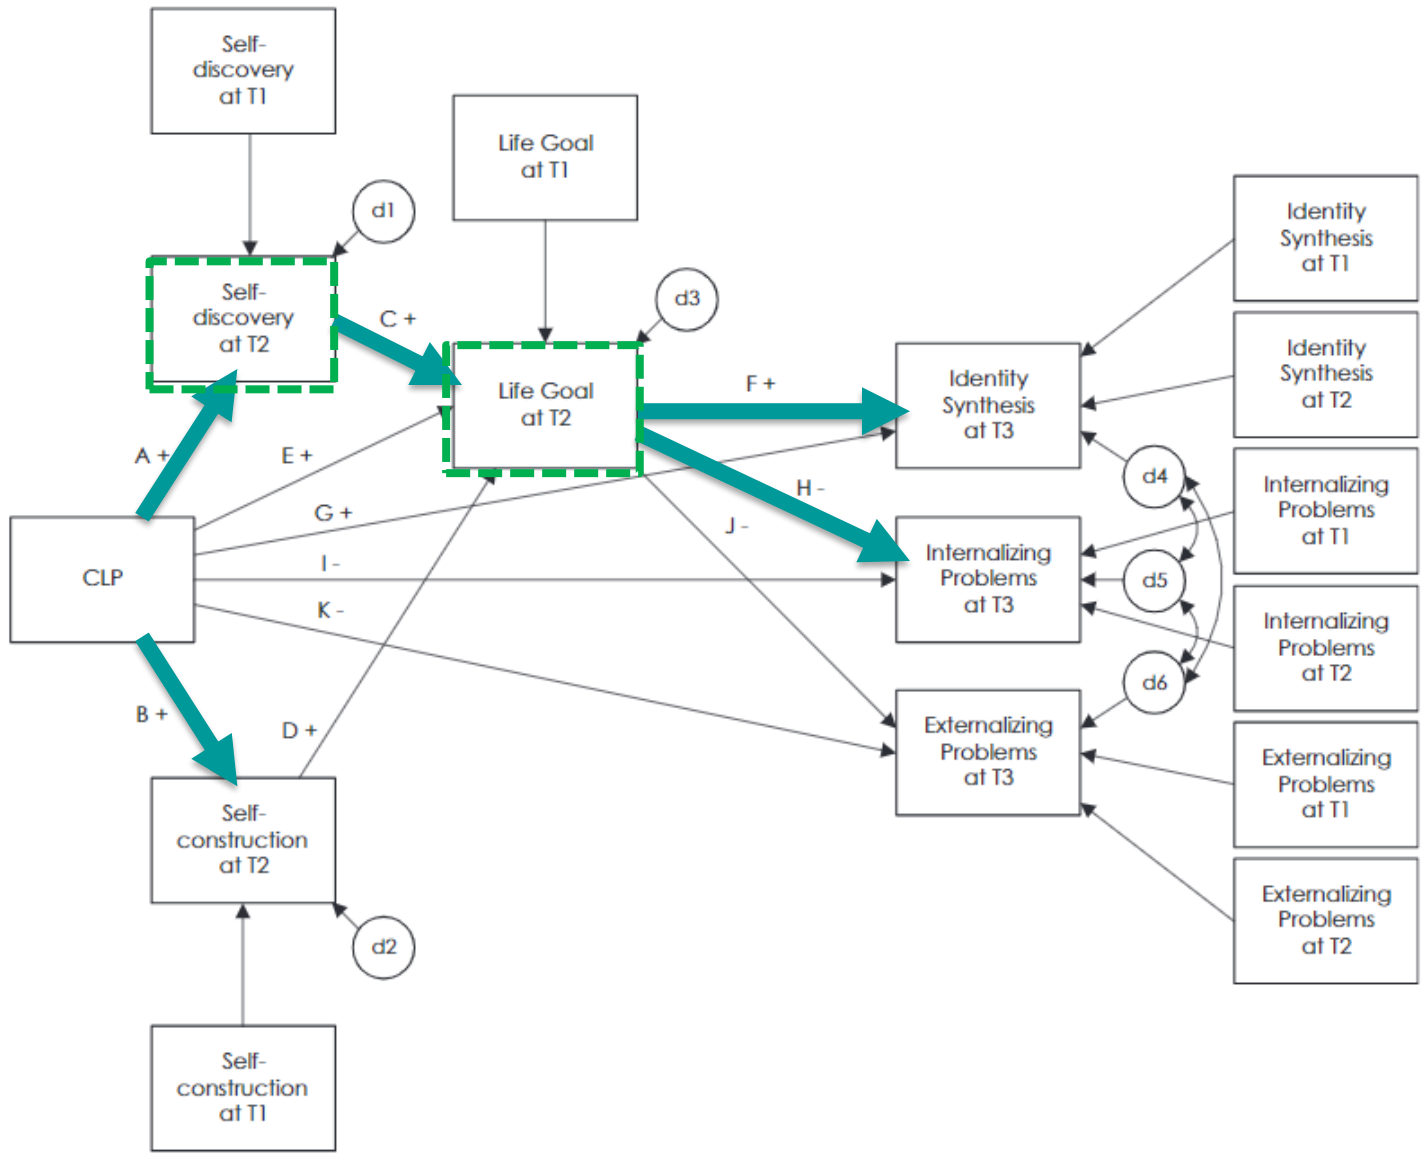 Self-
discovery
at T1
Life Goal
at T1
d1
Self-
discovery
at T2
C +
d3
Life Goal
at T2
A +
E +
F +
G +
H -
J -
I -
K -
CLP
B +
D +
Self-
construction
at T2
d2
Self-
construction
at T1
Identity
Synthesis
at T3
Internalizing
Problems
at T3
Externalizing
Problems
at T3
d4
d5
d6
Identity
Synthesis
at T1
Identity
Synthesis
at T2
Internalizing
Problems
at T1
Internalizing
Problems
at T2
Externalizing
Problems
at T1
Externalizing
Problems
at T2